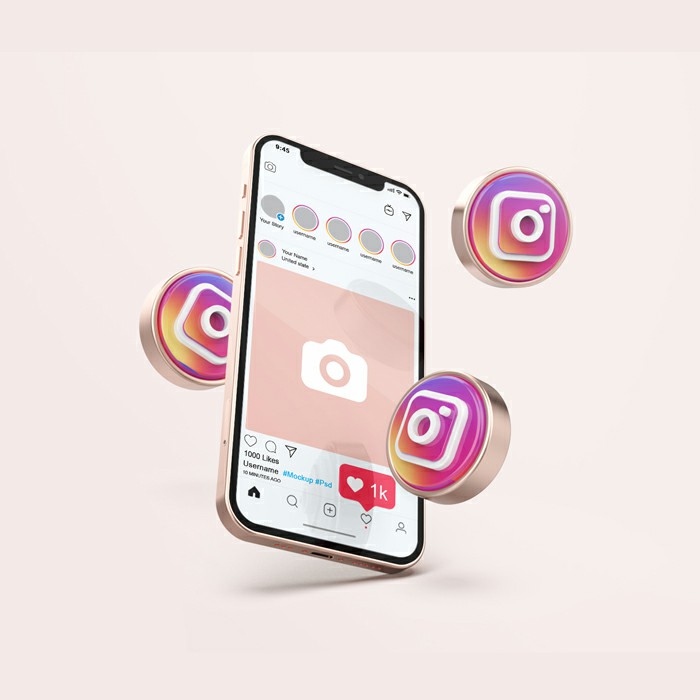 9:45
Your Story
username
username
username
username
Your Name
United state >
1000 Likes
Username #Mockup #Psd
10 MINUTES AGO
1k